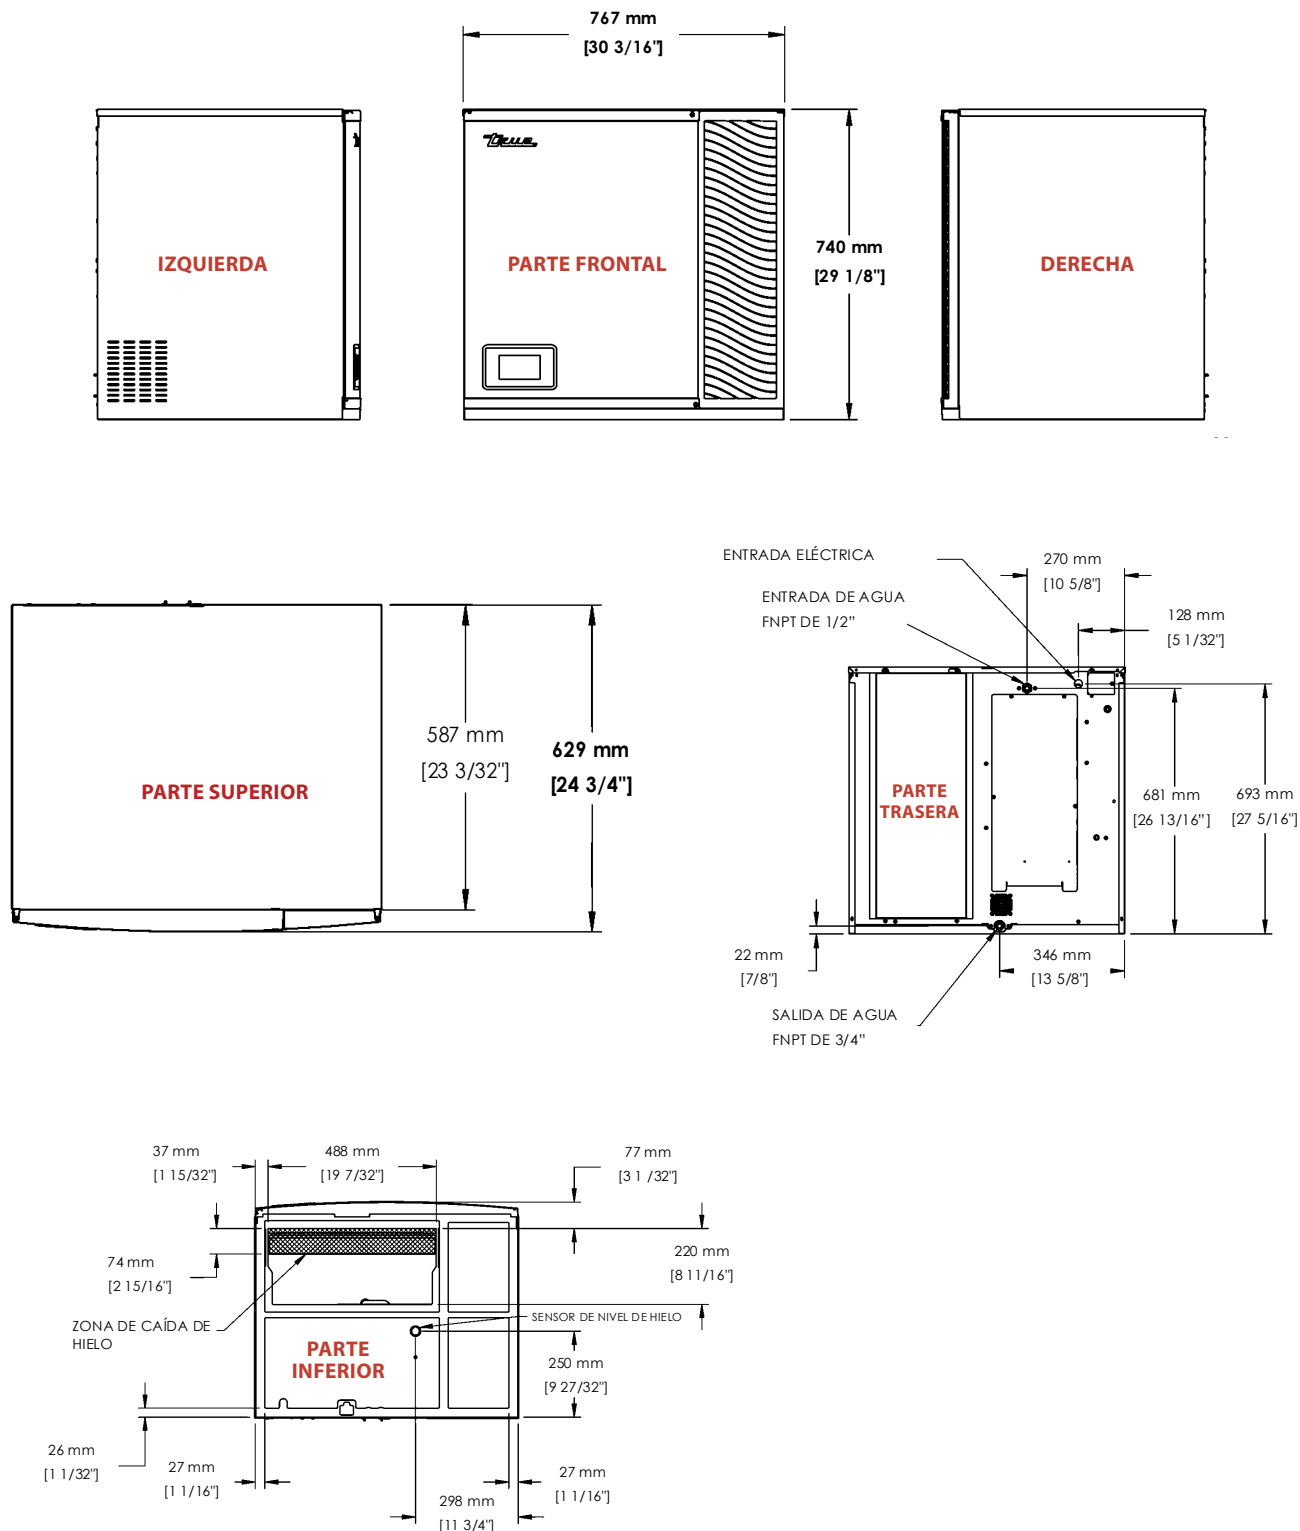 767 mm
[30 3/16"]
true
IZQUIERDA
PARTE FRONTAL
740 mm
[29 1/8"]
DERECHA
ENTRADA ELÉCTRICA
270 mm
[10 5/8"]
ENTRADA DE AGUA
FNPT DE 1/2”
128 mm
[5 1/32"]
587 mm
[23 3/32"]
629 mm
[24 3/4"]
PARTE SUPERIOR
PARTE
TRASERA
681 mm
[26 13/16”]
693 mm
[27 5/16"]
22 mm
[7/8"]
346 mm
[13 5/8"]
SALIDA DE AGUA
FNPT DE 3/4”
37 mm
[1 15/32"]
488 mm
[19 7/32"]
77 mm
[3 1 /32"]
74 mm
[2 15/16"]
220 mm
[8 11/16"]
ZONA DE CAÍDA DE
HIELO
SENSOR DE NIVEL DE HIELO
PARTE
INFERIOR
250 mm
[9 27/32"]
26 mm
[1 1/32"]
27 mm
[1 1/16"]
27 mm
[1 1/16"]
298 mm
[11 3/4"]